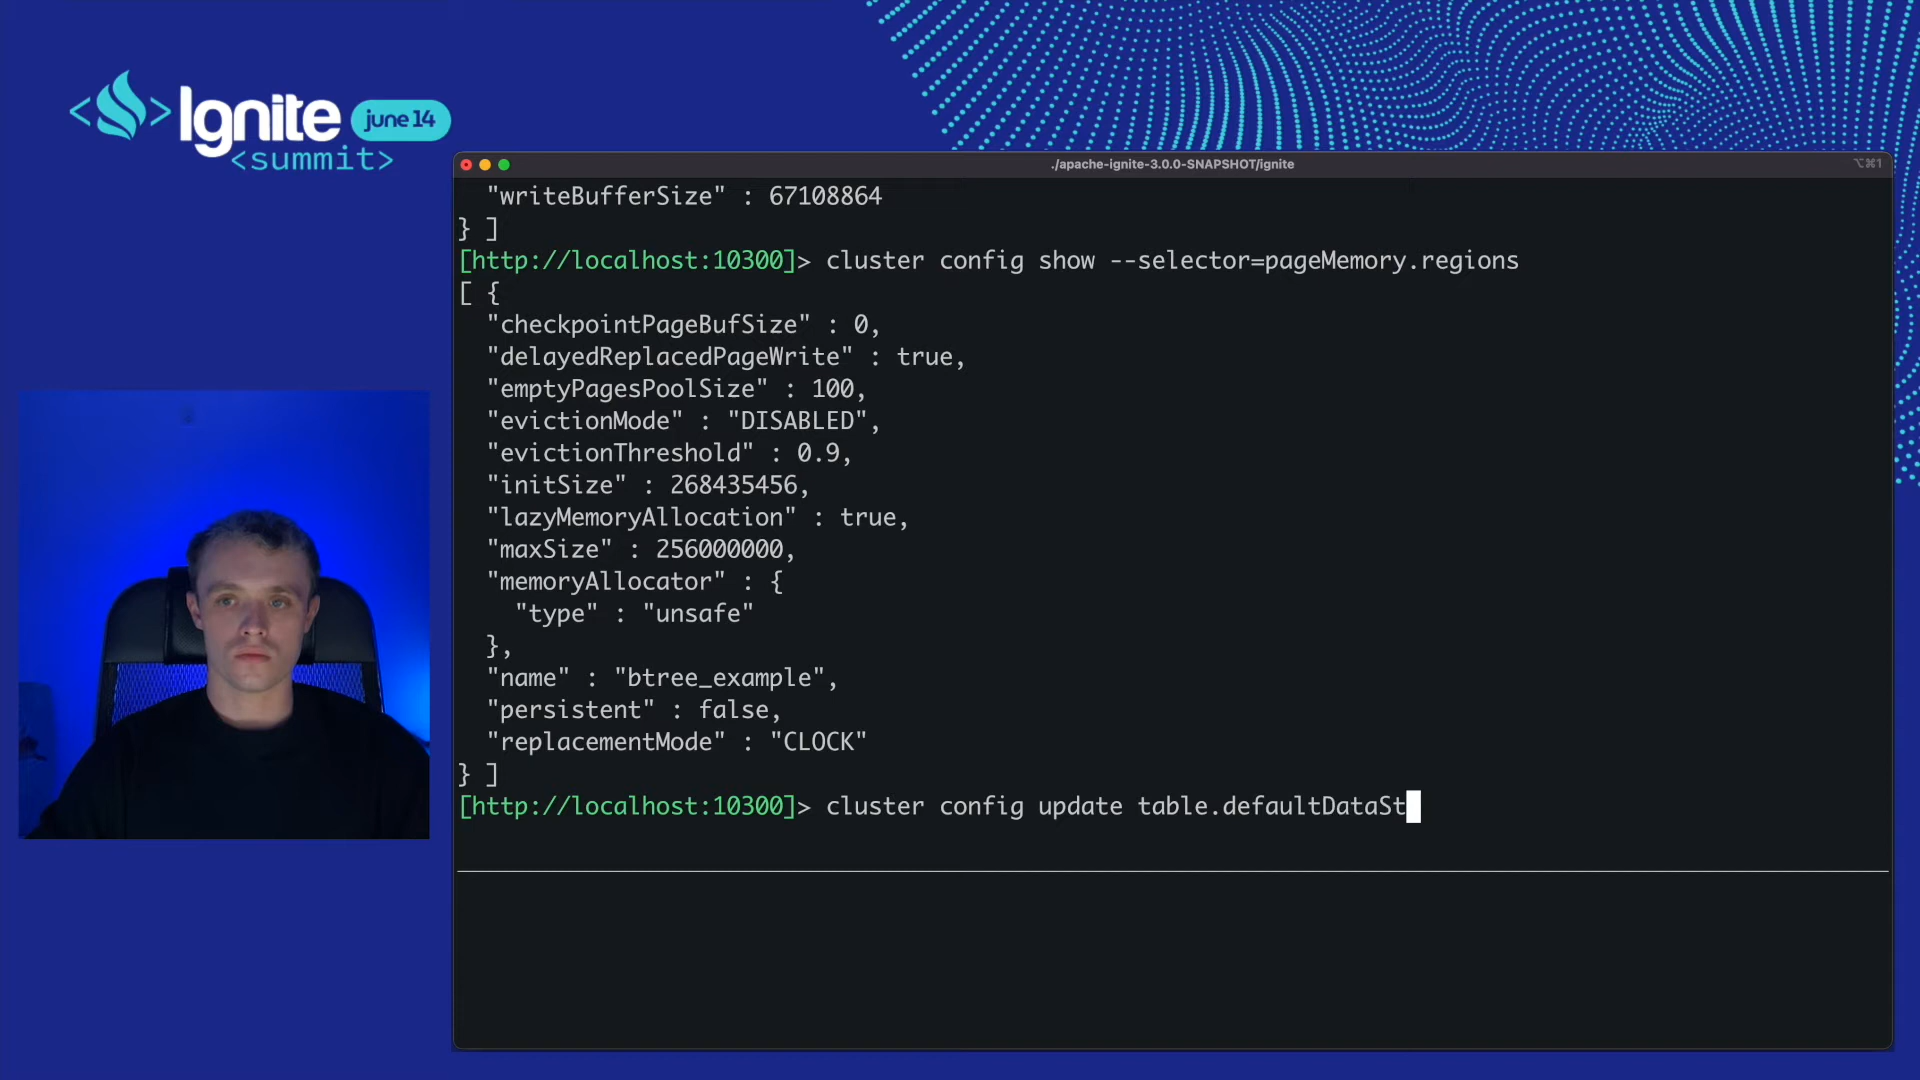 <Ignite june 14
<summit>
./apache-ignite-3.0.0-SNAPSHOT/ignite
⌥⌘1
"writeBufferSize" : 67108864
} ]
[http://localhost:10300]> cluster config show --selector=pageMemory.regions
[ {
"checkpointPageBufSize" : 0,
"delayedReplacedPageWrite" : true,
"emptyPagesPoolSize" : 100,
"evictionMode" : "DISABLED",
"evictionThreshold" : 0.9,
"initSize" : 268435456,
"lazyMemoryAllocation" : true,
"maxSize" : 256000000,
"memoryAllocator" : {
"type" : "unsafe"
},
"name" : "btree_example",
"persistent" : false,
"replacementMode" : "CLOCK"
} ]
[http://localhost:10300]> cluster config update table.defaultDataSt